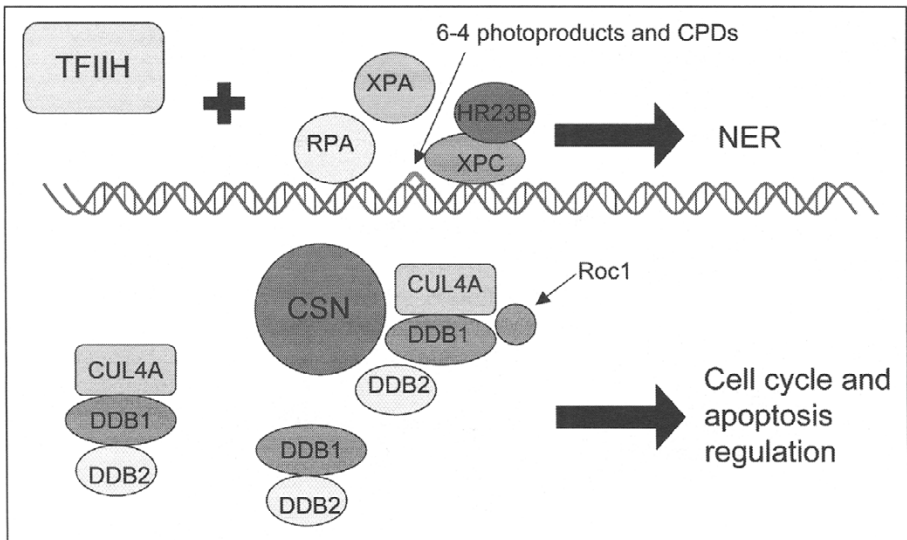 6-4 photoproducts and CPDs
TFIIH
XPA
HR23B
RPA
XPC
NER
Roc1
CUL4A
CSN
DDB1
CUL4A
DDB2
DDB1
DDB2
DDB1
DDB2
Cell cycle and
apoptosis
regulation